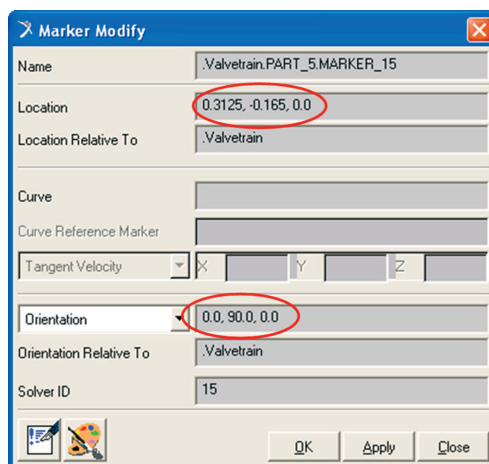 Marker Modify
Name .Valvetrain.PART_5.MARKER_15
Location 0.3125, -0.165, 0.0
Location Relative To .Valvetrain
Curve
Curve Reference Marker
Tangent Velocity X Y Z
Orientation 0.0, 90.0, 0.0
Orientation Relative To .Valvetrain
Solver ID 15
OK Apply Close